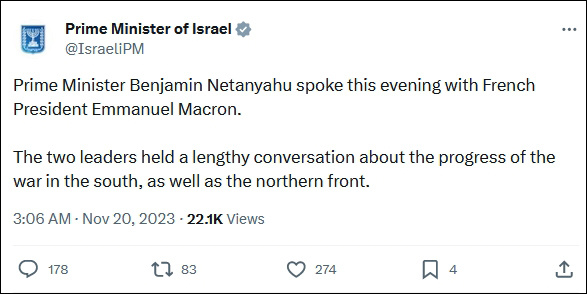 Prime Minister of Israel
@IsraeliPM
Prime Minister Benjamin Netanyahu spoke this evening with French
President Emmanuel Macron.
The two leaders held a lengthy conversation about the progress of the
war in the south, as well as the northern front.
3:06 AM · Nov 20, 2023 · 22.1K Views
178 83 274 4